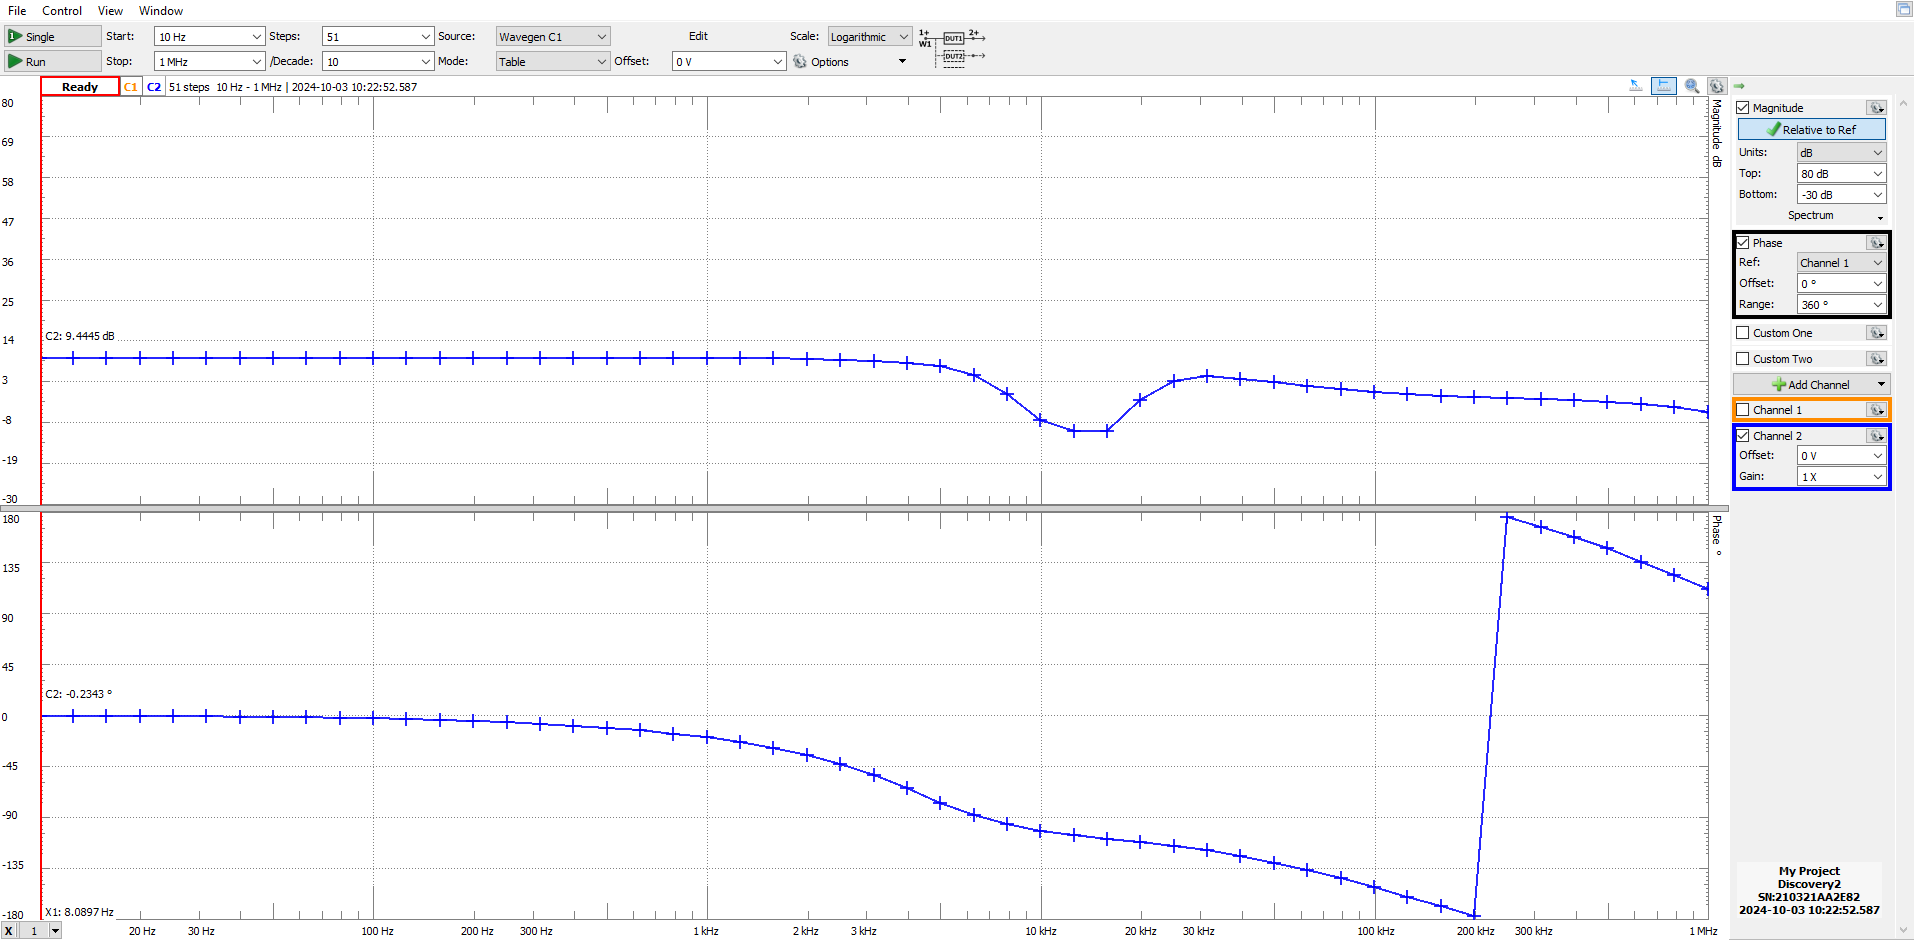 File Control View Window
Single Start: 10 Hz Steps: 51 Source: Wavegen C1 Edit Scale: Logarithmic 1+ W1 DUT1 2+
Run Stop: 1 MHz /Decade: 10 Mode: Table Offset: 0 V Options DUT2
Ready C1 C2 51 steps 10 Hz - 1 MHz | 2024-10-03 10:22:52.587
80
69
58
47
36
25
14
3
-8
-19
-30
C2: 9.4445 dB
Magnitude dB
180
135
90
45
0
-45
-90
-135
-180
C2: -0.2343 °
X1: 8.0897 Hz
Phase °
X 1 20 Hz 30 Hz 100 Hz 200 Hz 300 Hz 1 kHz 2 kHz 3 kHz 10 kHz 20 kHz 30 kHz 100 kHz 200 kHz 300 kHz 1 MHz
Magnitude
Relative to Ref
Units: dB
Top: 80 dB
Bottom: -30 dB
Spectrum
Phase
Ref: Channel 1
Offset: 0 °
Range: 360 °
Custom One
Custom Two
Add Channel
Channel 1
Channel 2
Offset: 0 V
Gain: 1 X
My Project
Discovery2
SN:210321AA2E82
2024-10-03 10:22:52.587